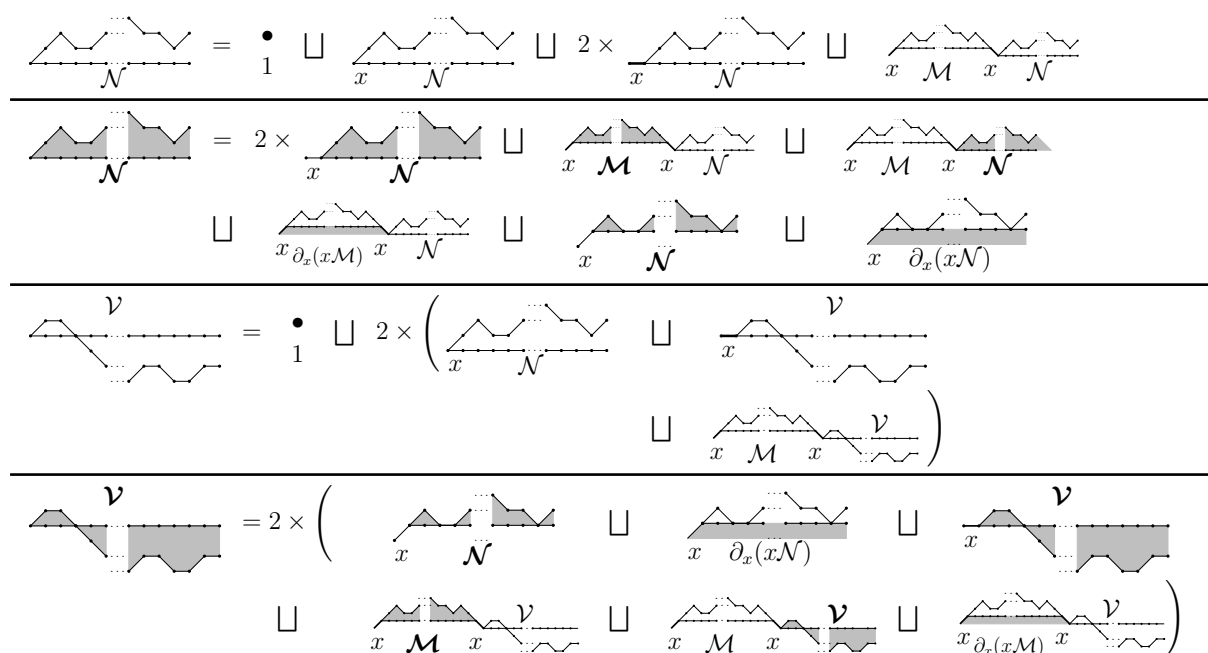 = 1 ⊔ x 𝒩 ⊔ 2 × x 𝒩 ⊔ x ℳ x 𝒩
𝒩
= 2 × x 𝓝 ⊔ x 𝓜 x 𝒩 ⊔ x ℳ x 𝓝
𝓝
⊔ x ∂ₓ(xℳ) x 𝒩 ⊔ x 𝓝 ⊔ x ∂ₓ(x𝒩)
𝒱 = 1 ⊔ 2 × ( x 𝒩 ⊔ x 𝒱
⊔ x ℳ x 𝒱 )
𝓥 = 2 × ( x 𝓝 ⊔ x ∂ₓ(x𝒩) ⊔ x 𝓥
⊔ x 𝓜 x 𝒱 ⊔ x ℳ x 𝓥 ⊔ x ∂ₓ(xℳ) x 𝒱 )